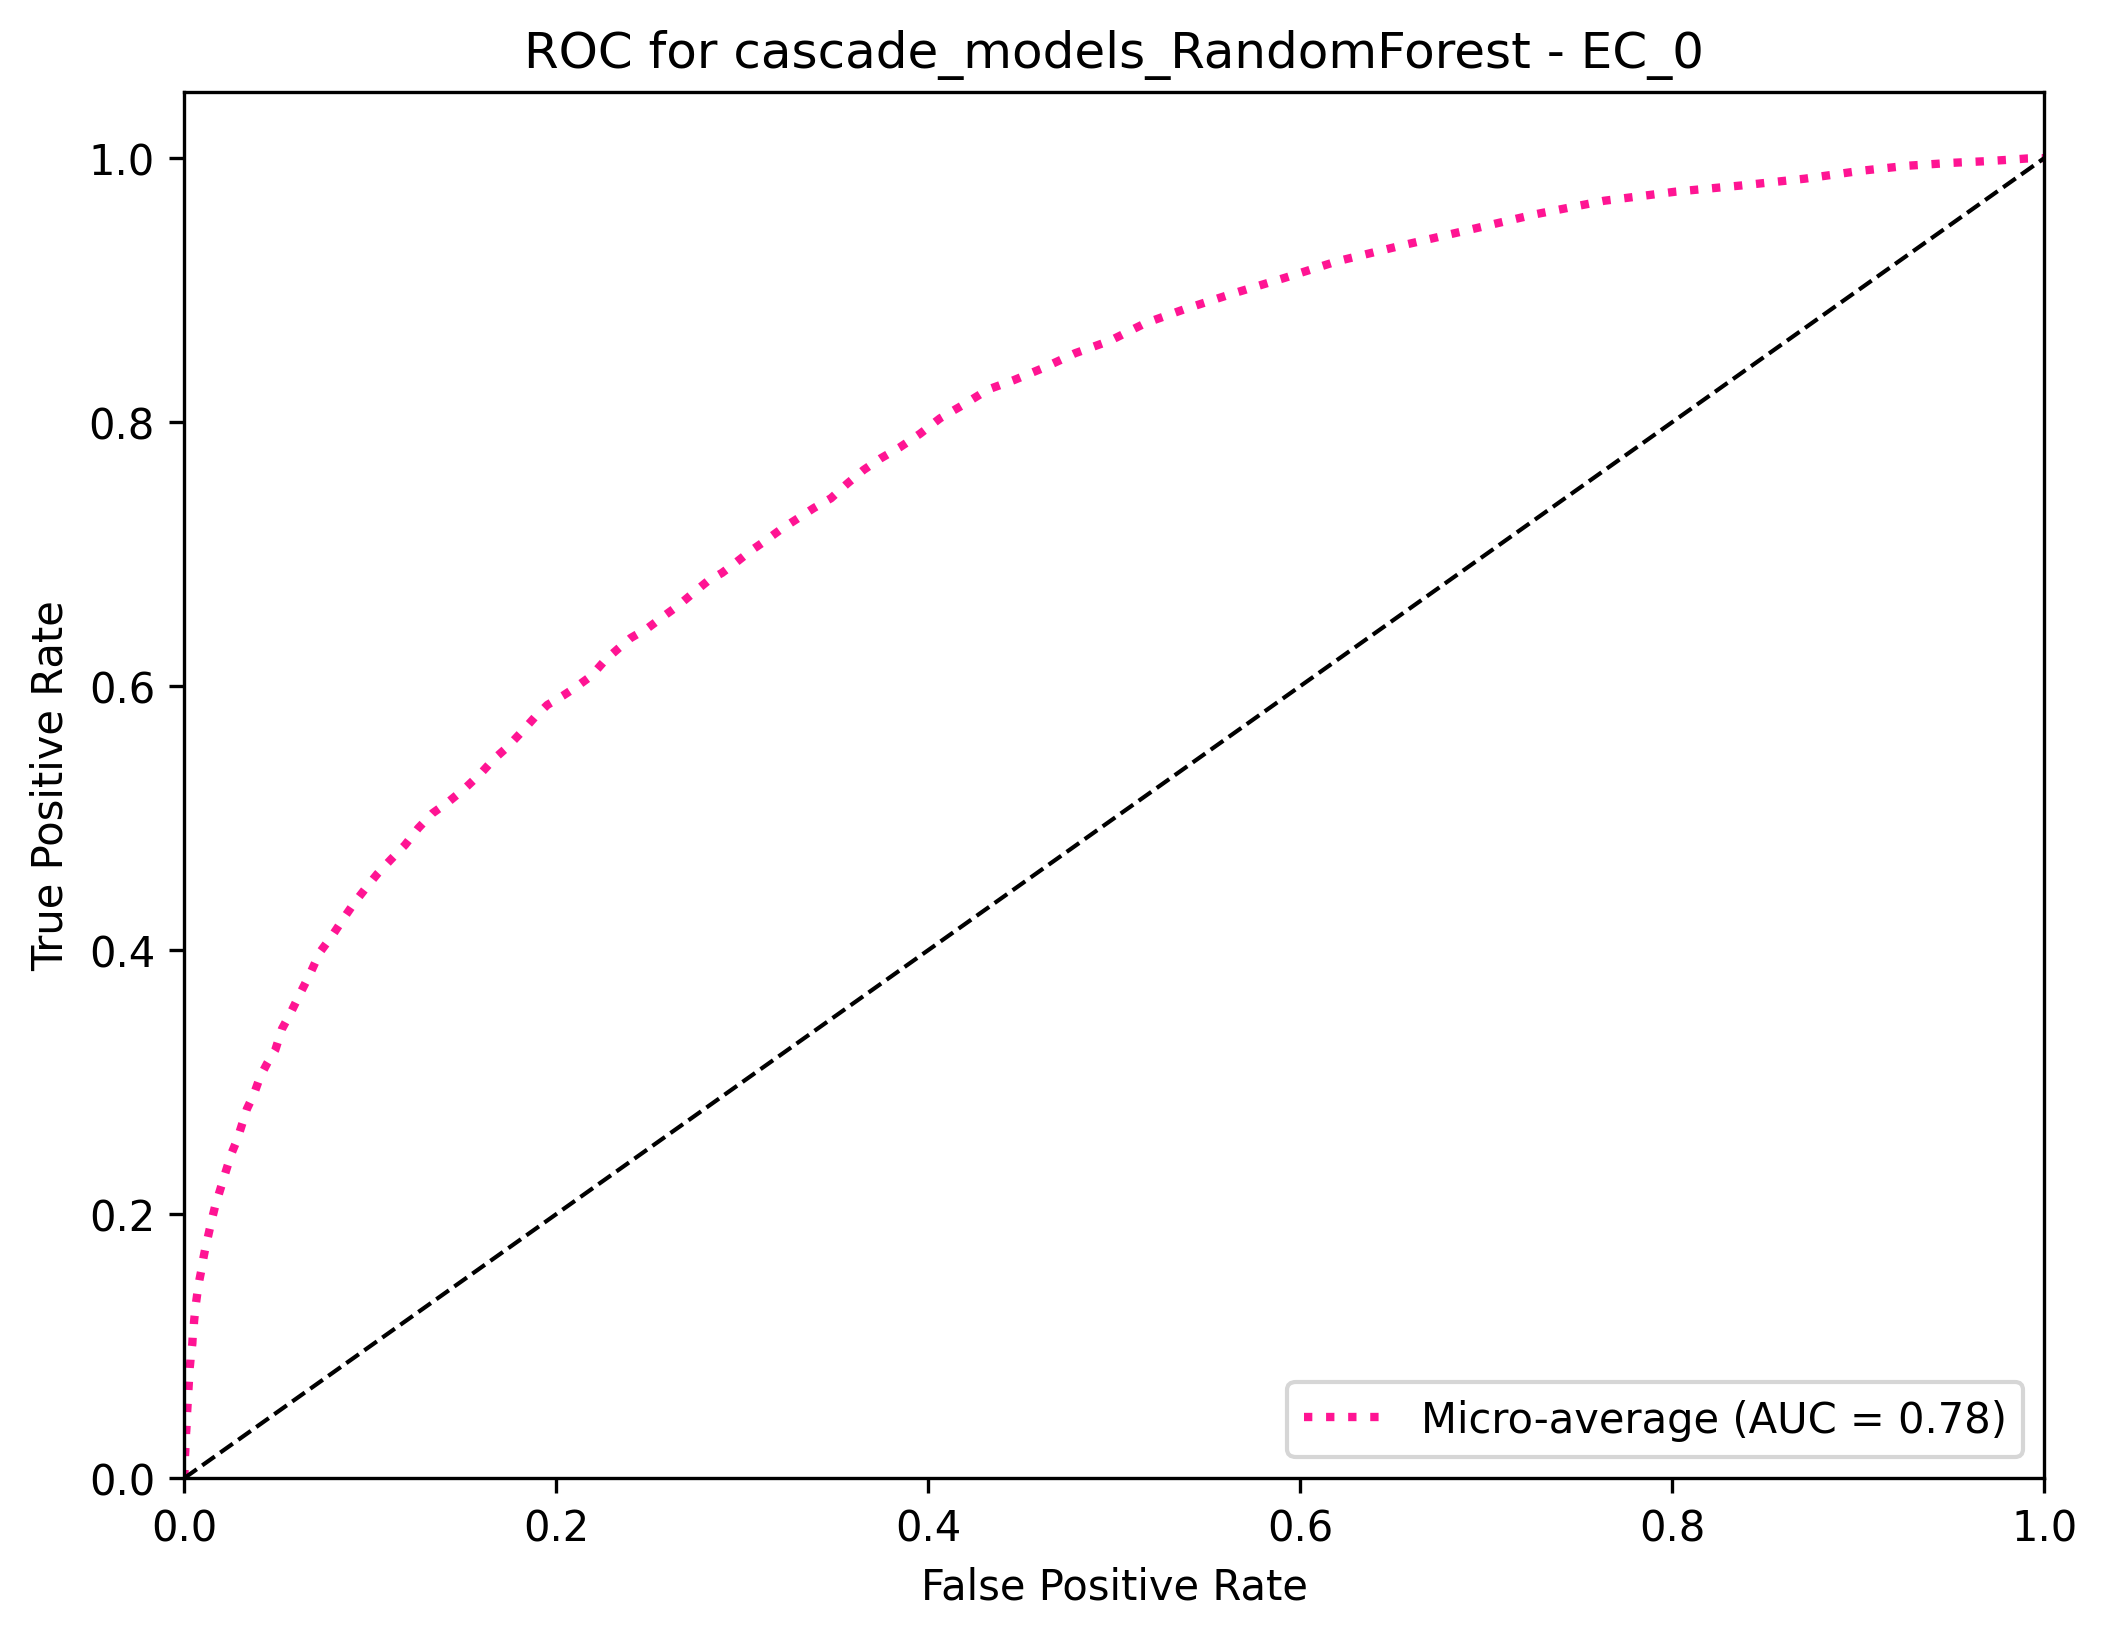 ROC for cascade_models_RandomForest - EC_0
True Positive Rate
1.0
0.8
0.6
0.4
0.2
0.0
Micro-average (AUC = 0.78)
0.0 0.2 0.4 0.6 0.8 1.0
False Positive Rate